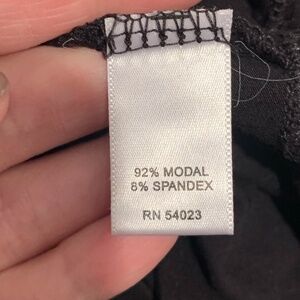 92% MODAL
8% SPANDEX
RN 54023